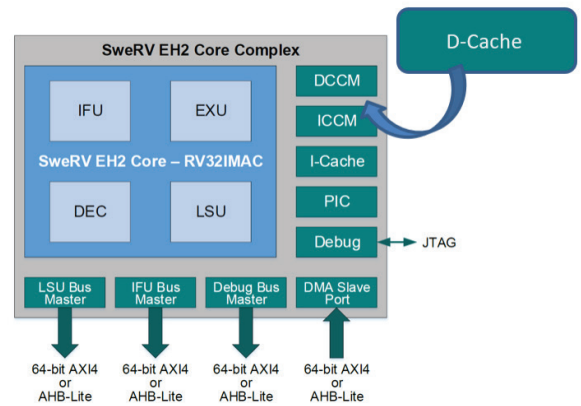 SweRV EH2 Core Complex
D-Cache
IFU
EXU
SweRV EH2 Core – RV32IMAC
DEC
LSU
DCCM
ICCM
I-Cache
PIC
Debug
JTAG
LSU Bus
Master
IFU Bus
Master
Debug Bus
Master
DMA Slave
Port
64-bit AXI4
or
AHB-Lite
64-bit AXI4
or
AHB-Lite
64-bit AXI4
or
AHB-Lite
64-bit AXI4
or
AHB-Lite